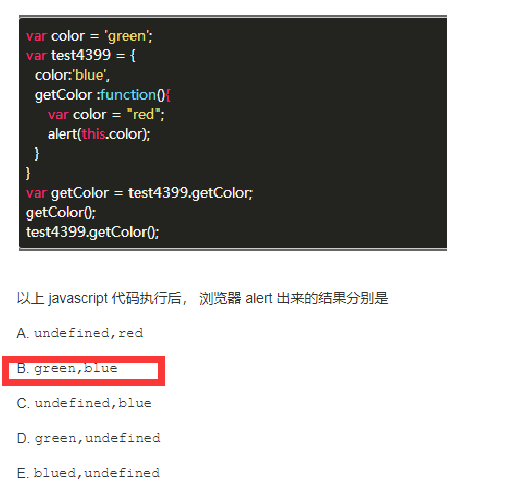 var color = 'green';
var test4399 = {
color:'blue',
getColor :function(){
var color = "red";
alert(this.color);
}
}
var getColor = test4399.getColor;
getColor();
test4399.getColor();
以上 javascript 代码执行后， 浏览器 alert 出来的结果分别是
A. undefined,red
B. green,blue
C. undefined,blue
D. green,undefined
E. blued,undefined